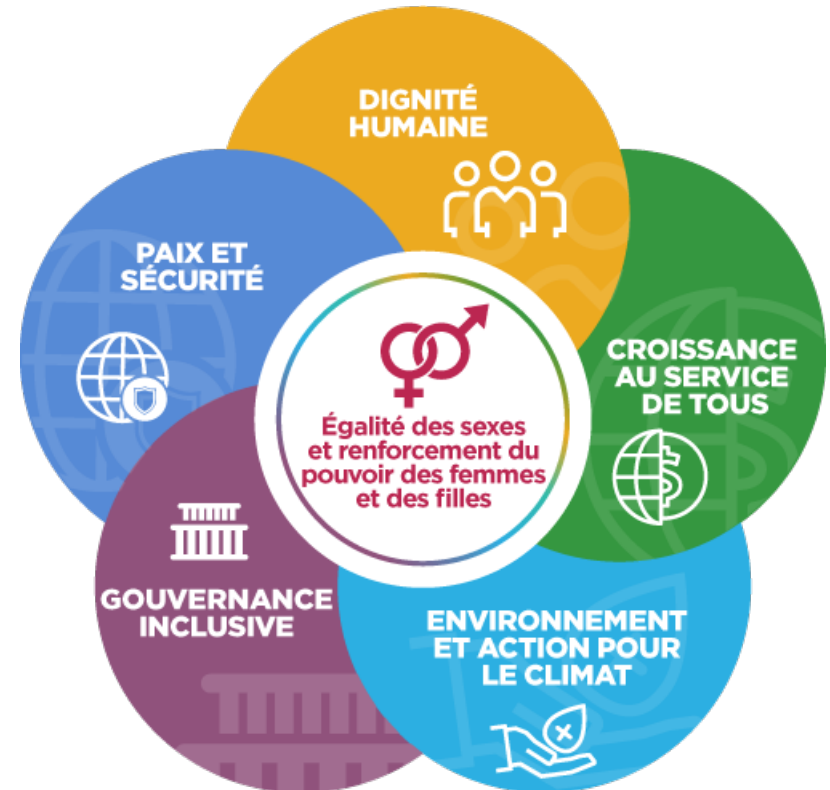 DIGNITÉ
HUMAINE
PAIX ET
SÉCURITÉ
CROISSANCE
AU SERVICE
DE TOUS
Égalité des sexes
et renforcement du
pouvoir des femmes
et des filles
GOUVERNANCE
INCLUSIVE
ENVIRONNEMENT
ET ACTION POUR
LE CLIMAT